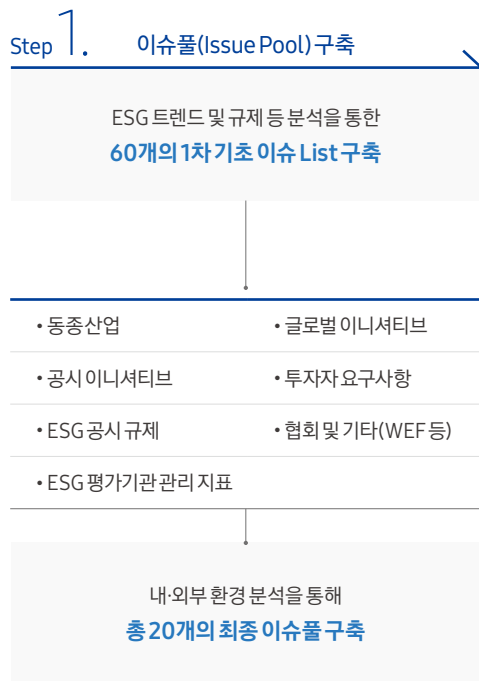 Step 1. 이슈풀(Issue Pool) 구축
ESG 트렌드 및 규제 등 분석을 통한
60개의 1차 기초 이슈 List 구축
• 동종산업
• 글로벌 이니셔티브
• 공시 이니셔티브
• 투자자 요구사항
• ESG 공시 규제
• 협회 및 기타(WEF 등)
• ESG 평가기관 관리 지표
내·외부 환경 분석을 통해
총 20개의 최종 이슈풀 구축